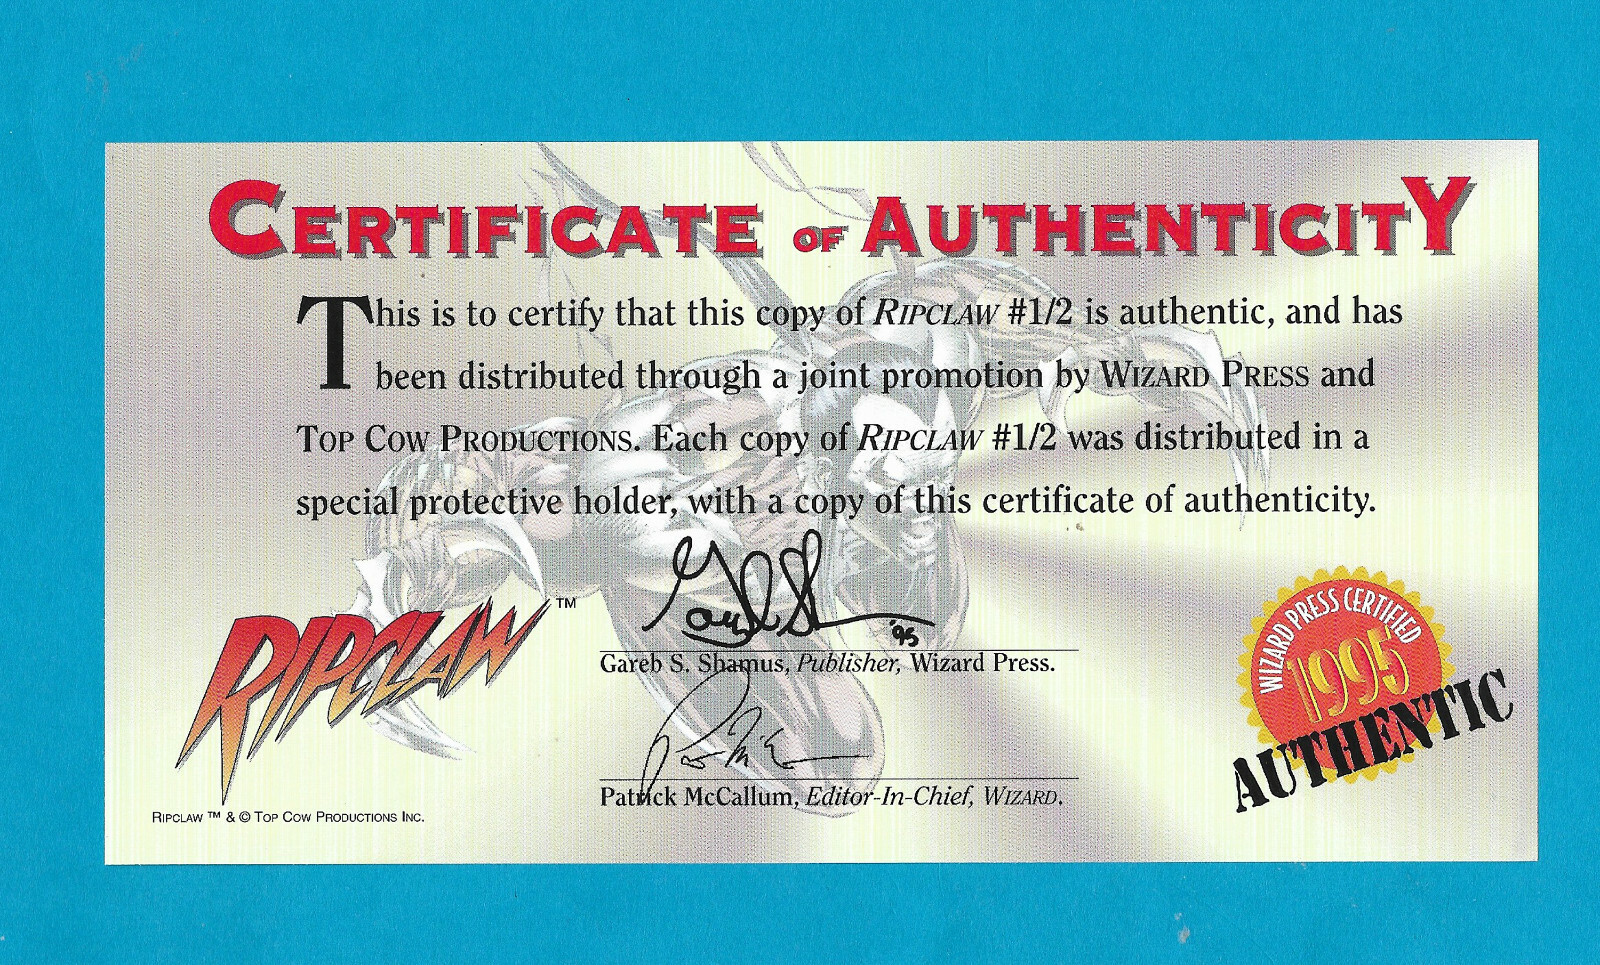 CERTIFICATE OF AUTHENTICITY
This is to certify that this copy of RIPCLAW #1/2 is authentic, and has
been distributed through a joint promotion by WIZARD PRESS and
TOP COW PRODUCTIONS. Each copy of RIPCLAW #1/2 was distributed in a
special protective holder, with a copy of this certificate of authenticity.
'95
Gareb S. Shamus, Publisher, Wizard Press.
Patrick McCallum, Editor-In-Chief, WIZARD.
RIPCLAW™
RIPCLAW ™ & © TOP COW PRODUCTIONS INC.
WIZARD PRESS CERTIFIED
1995
AUTHENTIC